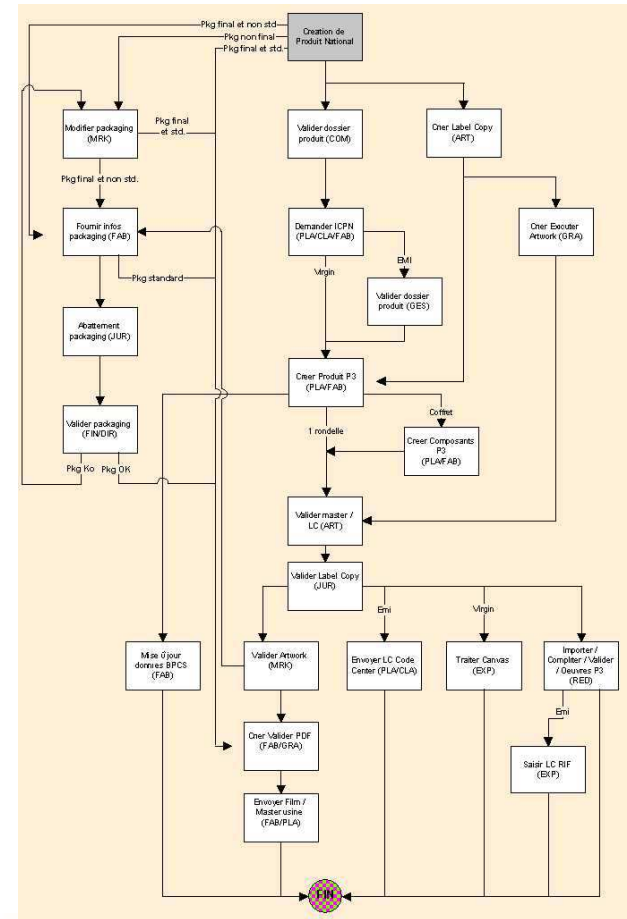 Pkg final et non std
Pkg non final
Pkg final et std.
Creation de
Produit National
Modifier packaging
(MRK)
Pkg final
et std.
Valider dossier
produit (COM)
Créer Label Copy
(ART)
Pkg final et non std.
Fournir infos
packaging (FAB)
Demander ICPN
(PLA/CLA/FAB)
Créer Executer
Artwork (GRA)
Pkg standard
Virgin
EMI
Valider dossier
produit (GES)
Abattement
packaging (JUR)
Creer Produit P3
(PLA/FAB)
Valider packaging
(FIN/DIR)
1 rondelle
Coffret
Creer Composants
P3
(PLA/FAB)
Pkg Ko
Pkg OK
Valider master /
LC (ART)
Valider Label Copy
(JUR)
Emi
Virgin
Mise à jour
données BPCS
(FAB)
Valider Artwork
(MRK)
Envoyer LC Code
Center (PLA/CLA)
Traiter Canvas
(EXP)
Importer /
Compléter / Valider
/ Oeuvres P3
(RED)
Emi
Créer Valider PDF
(FAB/GRA)
Saisir LC RIF
(EXP)
Envoyer Film /
Master usine
(FAB/PLA)
FIN